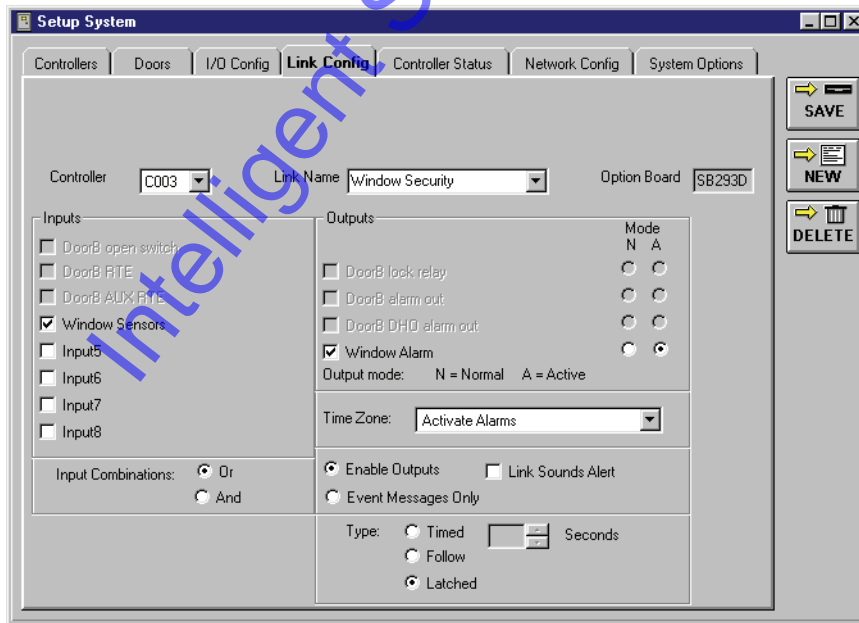 Setup System
Controllers
Doors
I/O Config
Link Config
Controller Status
Network Config
System Options
SAVE
NEW
DELETE
Controller
C003
Link Name
Window Security
Option Board
SB293D
Inputs
DoorB open switch
DoorB RTE
DoorB AUX RTE
Window Sensors
Input5
Input6
Input7
Input8
Input Combinations:
Or
And
Outputs
Mode
N A
DoorB lock relay
DoorB alarm out
DoorB DHO alarm out
Window Alarm
Output mode: N = Normal A = Active
Time Zone:
Activate Alarms
Enable Outputs
Link Sounds Alert
Event Messages Only
Type:
Timed
Seconds
Follow
Latched
Intelligent